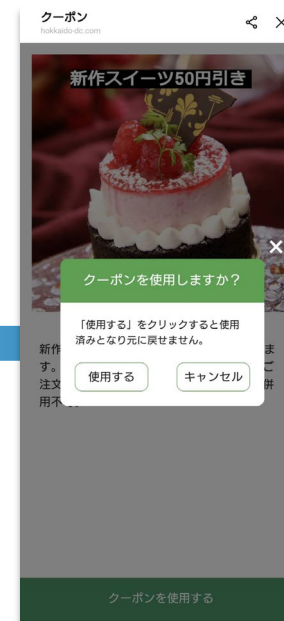 クーポン
hokkaido-dc.com
新作スイーツ50円引き
クーポンを使用しますか？
「使用する」をクリックすると使用
済みとなり元に戻せません。
使用する
キャンセル
新作
ま
す。
ご
注文
併
用不
クーポンを使用する